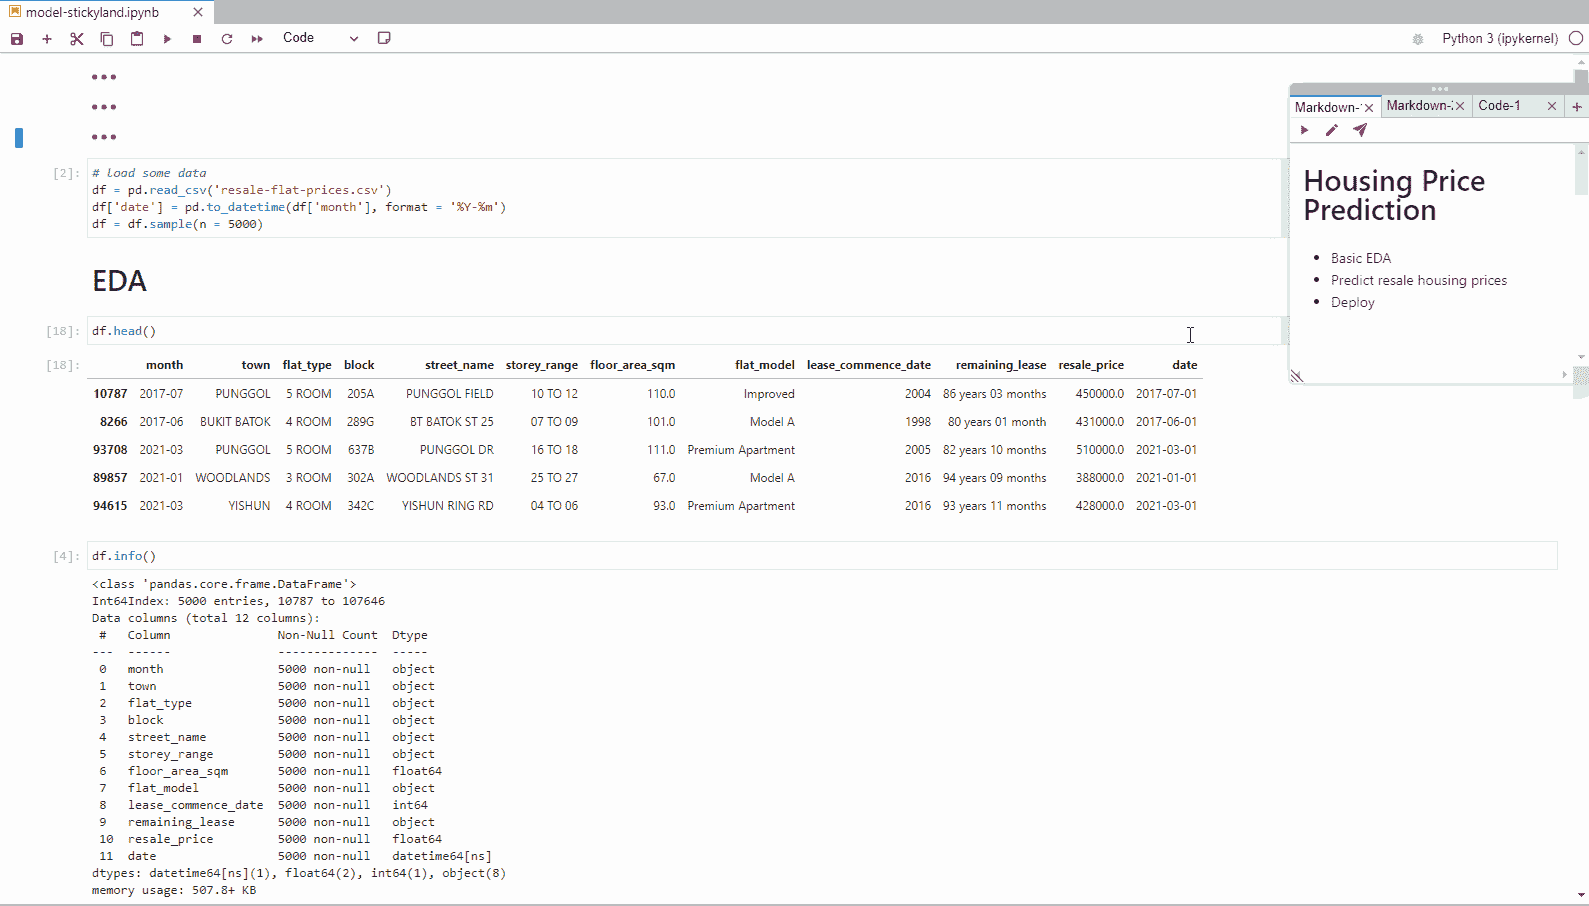 model-stickyland.ipynb
Code
Python 3 (ipykernel)
[2]:
# load some data
df = pd.read_csv('resale-flat-prices.csv')
df['date'] = pd.to_datetime(df['month'], format = '%Y-%m')
df = df.sample(n = 5000)
EDA
[18]: df.head()
[18]: month town flat_type block street_name storey_range floor_area_sqm flat_model lease_commence_date remaining_lease resale_price date
10787 2017-07 PUNGGOL 5 ROOM 205A PUNGGOL FIELD 10 TO 12 110.0 Improved 2004 86 years 03 months 450000.0 2017-07-01
8266 2017-06 BUKIT BATOK 4 ROOM 289G BT BATOK ST 25 07 TO 09 101.0 Model A 1998 80 years 01 month 431000.0 2017-06-01
93708 2021-03 PUNGGOL 5 ROOM 637B PUNGGOL DR 16 TO 18 111.0 Premium Apartment 2005 82 years 10 months 510000.0 2021-03-01
89857 2021-01 WOODLANDS 3 ROOM 302A WOODLANDS ST 31 25 TO 27 67.0 Model A 2016 94 years 09 months 388000.0 2021-01-01
94615 2021-03 YISHUN 4 ROOM 342C YISHUN RING RD 04 TO 06 93.0 Premium Apartment 2016 93 years 11 months 428000.0 2021-03-01
[4]: df.info()
<class 'pandas.core.frame.DataFrame'>
Int64Index: 5000 entries, 10787 to 107646
Data columns (total 12 columns):
# Column Non-Null Count Dtype
--- ------ -------------- -----
0 month 5000 non-null object
1 town 5000 non-null object
2 flat_type 5000 non-null object
3 block 5000 non-null object
4 street_name 5000 non-null object
5 storey_range 5000 non-null object
6 floor_area_sqm 5000 non-null float64
7 flat_model 5000 non-null object
8 lease_commence_date 5000 non-null int64
9 remaining_lease 5000 non-null object
10 resale_price 5000 non-null float64
11 date 5000 non-null datetime64[ns]
dtypes: datetime64[ns](1), float64(2), int64(1), object(8)
memory usage: 507.8+ KB
Markdown- Markdown- Code-1
Housing Price
Prediction
• Basic EDA
• Predict resale housing prices
• Deploy